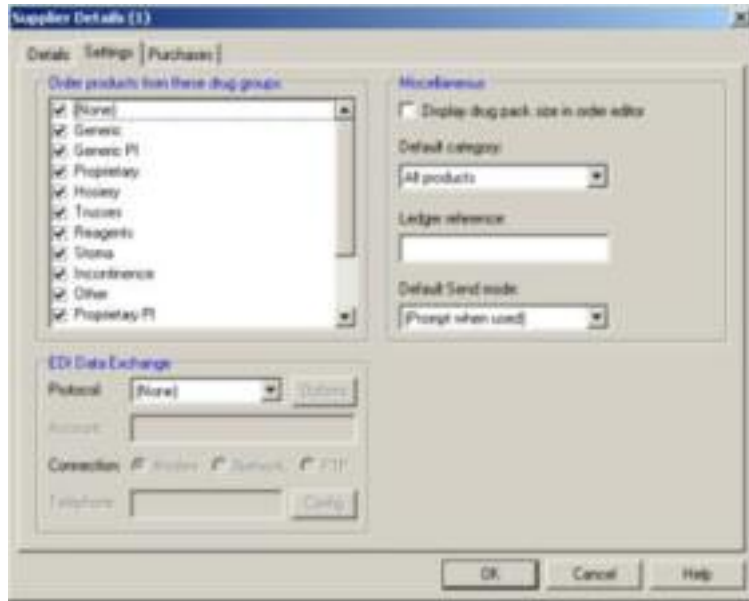 Supplier Details (1)
Details Settings Purchases
Order products from these drug groups:
(None)
Generic
Generic PI
Proprietary
Hosiery
Trusses
Reagents
Stoma
Incontinence
Other
Proprietary PI
Miscellaneous
Display drug pack size in order editor
Default category:
All products
Ledger reference:
Default Send mode:
(Prompt when used)
EDI Data Exchange
Protocol: (None) Options
Account:
Connection: Modem Network FTP
Telephone: Config
OK Cancel Help